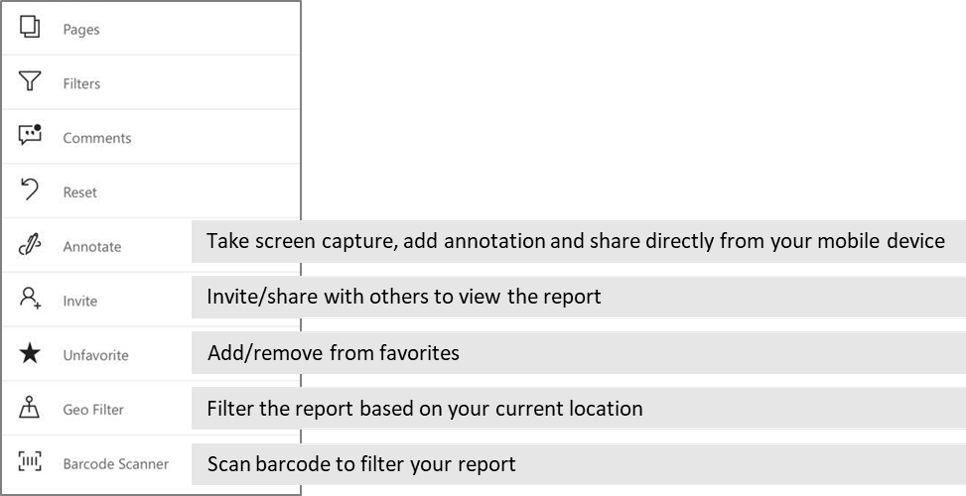 Pages
Filters
Comments
Reset
Annotate Take screen capture, add annotation and share directly from your mobile device
Invite Invite/share with others to view the report
Unfavorite Add/remove from favorites
Geo Filter Filter the report based on your current location
Barcode Scanner Scan barcode to filter your report